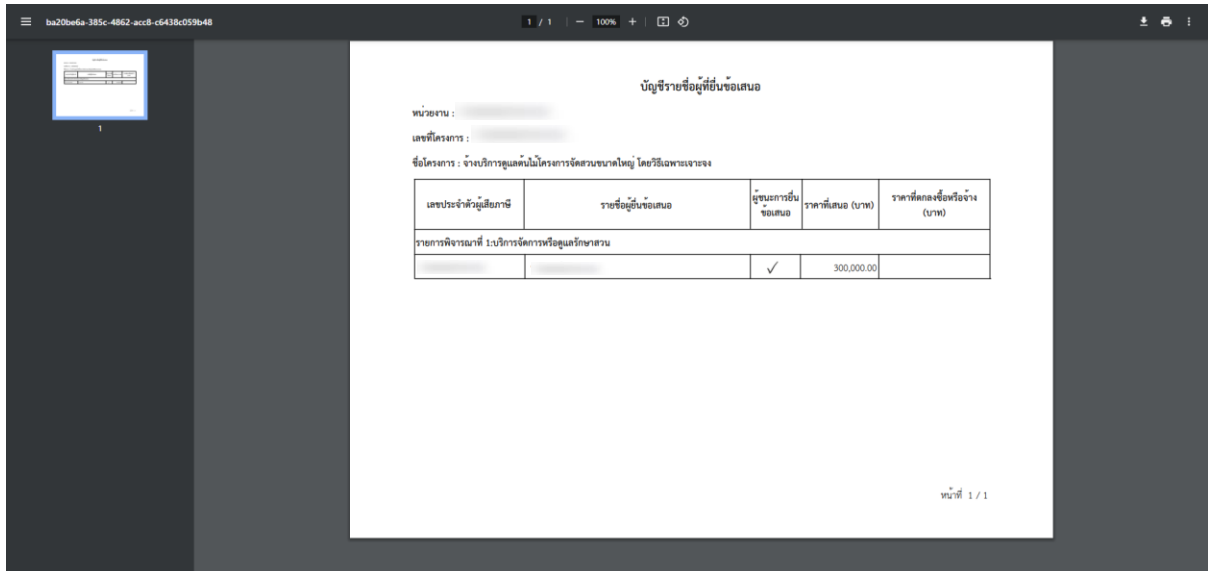 ba20be6a-385c-4862-acc8-c6438c059b48
1 / 1
100%
1
บัญชีรายชื่อผู้ที่ยื่นข้อเสนอ
หน่วยงาน :
เลขที่โครงการ :
ชื่อโครงการ : จ้างบริการดูแลต้นไม้โครงการจัดสวนขนาดใหญ่ โดยวิธีเฉพาะเจาะจง
เลขประจำตัวผู้เสียภาษี
รายชื่อผู้ยื่นข้อเสนอ
ผู้ชนะการยื่น
ข้อเสนอ
ราคาที่เสนอ (บาท)
ราคาที่ตกลงซื้อหรือจ้าง
(บาท)
รายการพิจารณาที่ 1:บริการจัดการหรือดูแลรักษาสวน
300,000.00
หน้าที่ 1 / 1